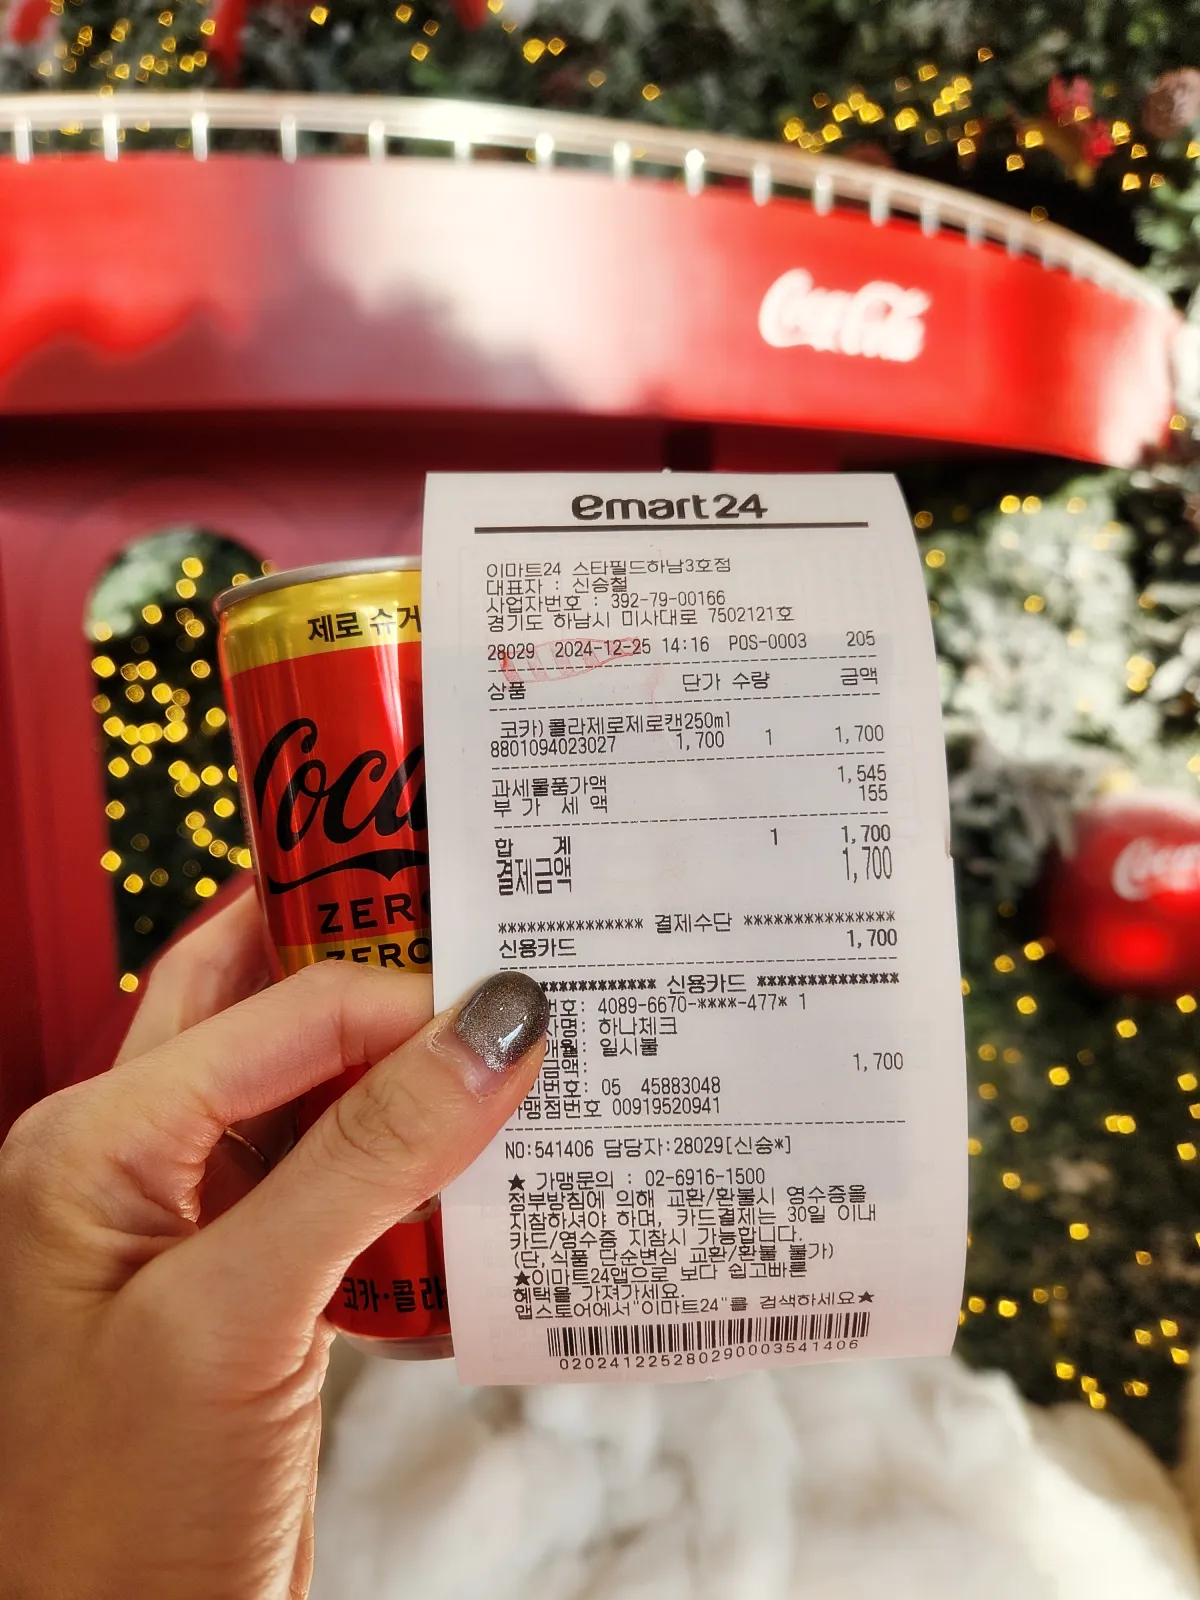 Coca-Cola
emart24
이마트24 스타필드하남3호점
대표자 : 신승철
사업자번호 : 392-79-00166
경기도 하남시 미사대로 7502121호
28029 2024-12-25 14:16 POS-0003 205
상품 단가 수량 금액
코카)콜라제로제로캔250ml
8801094023027 1,700 1 1,700
과세물품가액 1,545
부 가 세 액 155
합 계 1 1,700
결제금액 1,700
*************** 결제수단 ***************
신용카드 1,700
************ 신용카드 **************
번호: 4089-6670-****-477* 1
사명: 하나체크
개월: 일시불
금액: 1,700
인번호: 05 45883048
가맹점번호 00919520941
NO:541406 담당자:28029[신승*]
★ 가맹문의 : 02-6916-1500
정부방침에 의해 교환/환불시 영수증을
지참하셔야 하며, 카드결제는 30일 이내
카드/영수증 지참시 가능합니다.
(단,식품 단순변심 교환/환불 불가)
★이마트24앱으로 보다 쉽고빠른
혜택을 가져가세요.
앱스토어에서"이마트24"를 검색하세요★
020241225280290003541406
제로 슈거
Coca
ZERO
ZERO
코카·콜라
Coca